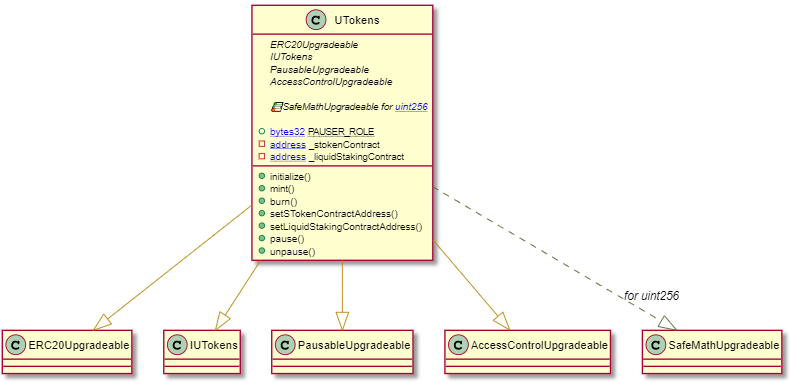 C UTokens
ERC20Upgradeable
IUTokens
PausableUpgradeable
AccessControlUpgradeable
SafeMathUpgradeable for uint256
bytes32 PAUSER_ROLE
address _stokenContract
address _liquidStakingContract
initialize()
mint()
burn()
setSTokenContractAddress()
setLiquidStakingContractAddress()
pause()
unpause()
for uint256
C ERC20Upgradeable
C IUTokens
C PausableUpgradeable
C AccessControlUpgradeable
C SafeMathUpgradeable